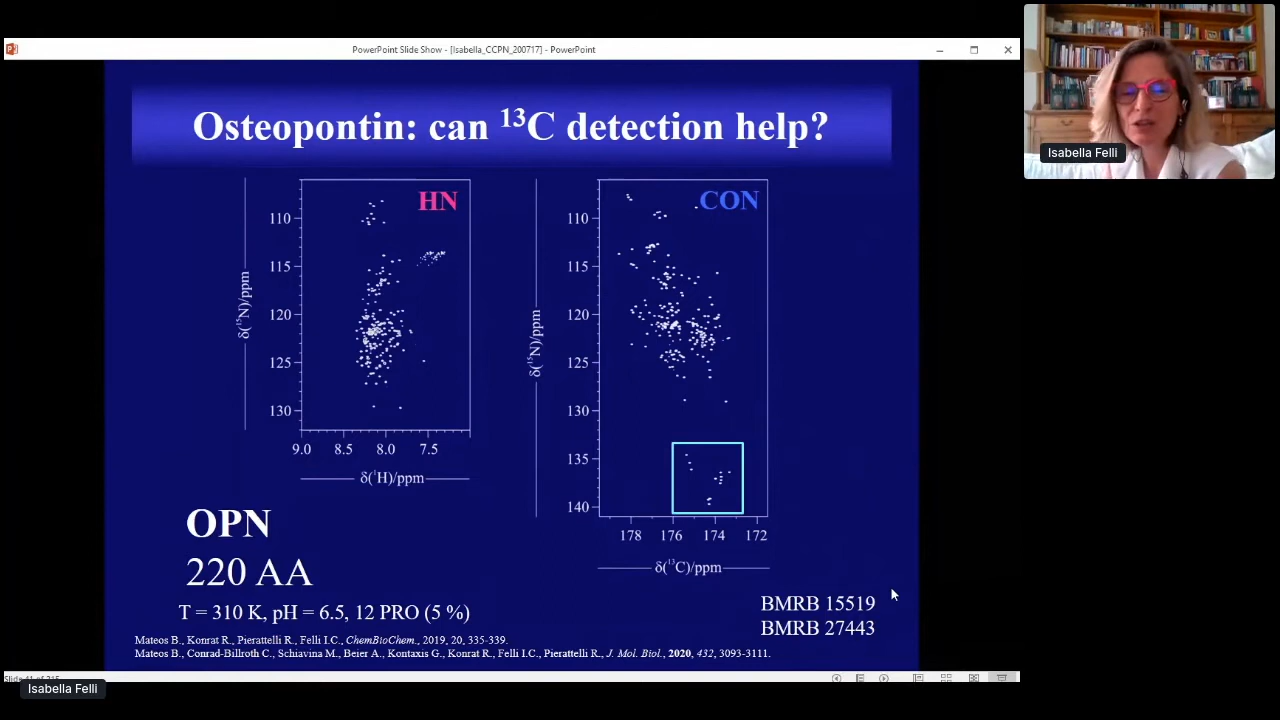 PowerPoint Slide Show - [Isabella_CCPN_200717] - PowerPoint
Osteopontin: can ¹³C detection help?
HN
110
115
120
125
130
δ(¹⁵N)/ppm
9.0 8.5 8.0 7.5
δ(¹H)/ppm
CON
110
115
120
125
130
135
140
δ(¹⁵N)/ppm
178 176 174 172
δ(¹³C)/ppm
OPN
220 AA
T = 310 K, pH = 6.5, 12 PRO (5 %)
BMRB 15519
BMRB 27443
Mateos B., Konrat R., Pierattelli R., Felli I.C., ChemBioChem., 2019, 20, 335-339.
Mateos B., Conrad-Billroth C., Schiavina M., Beier A., Kontaxis G., Konrat R., Felli I.C., Pierattelli R., J. Mol. Biol., 2020, 432, 3093-3111.
Isabella Felli
Isabella Felli